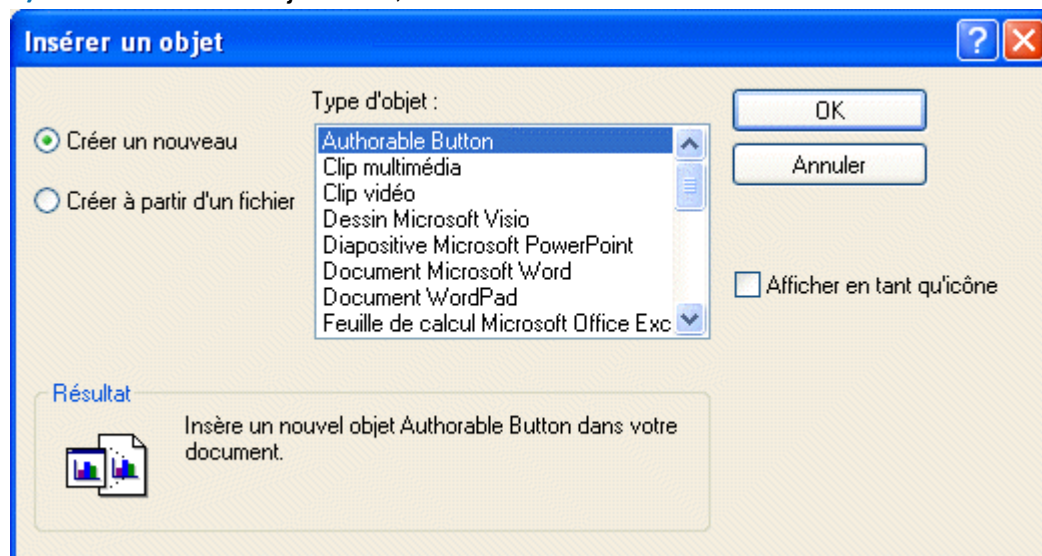 Insérer un objet
Type d'objet :
Créer un nouveau
Créer à partir d'un fichier
Authorable Button
Clip multimédia
Clip vidéo
Dessin Microsoft Visio
Diapositive Microsoft PowerPoint
Document Microsoft Word
Document WordPad
Feuille de calcul Microsoft Office Exc
OK
Annuler
Afficher en tant qu'icône
Résultat
Insère un nouvel objet Authorable Button dans votre
document.